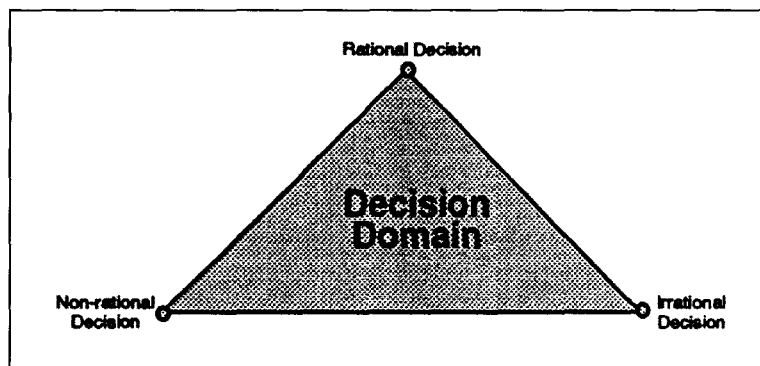 Rational Decision
Decision
Domain
Non-rational
Decision
Irrational
Decision